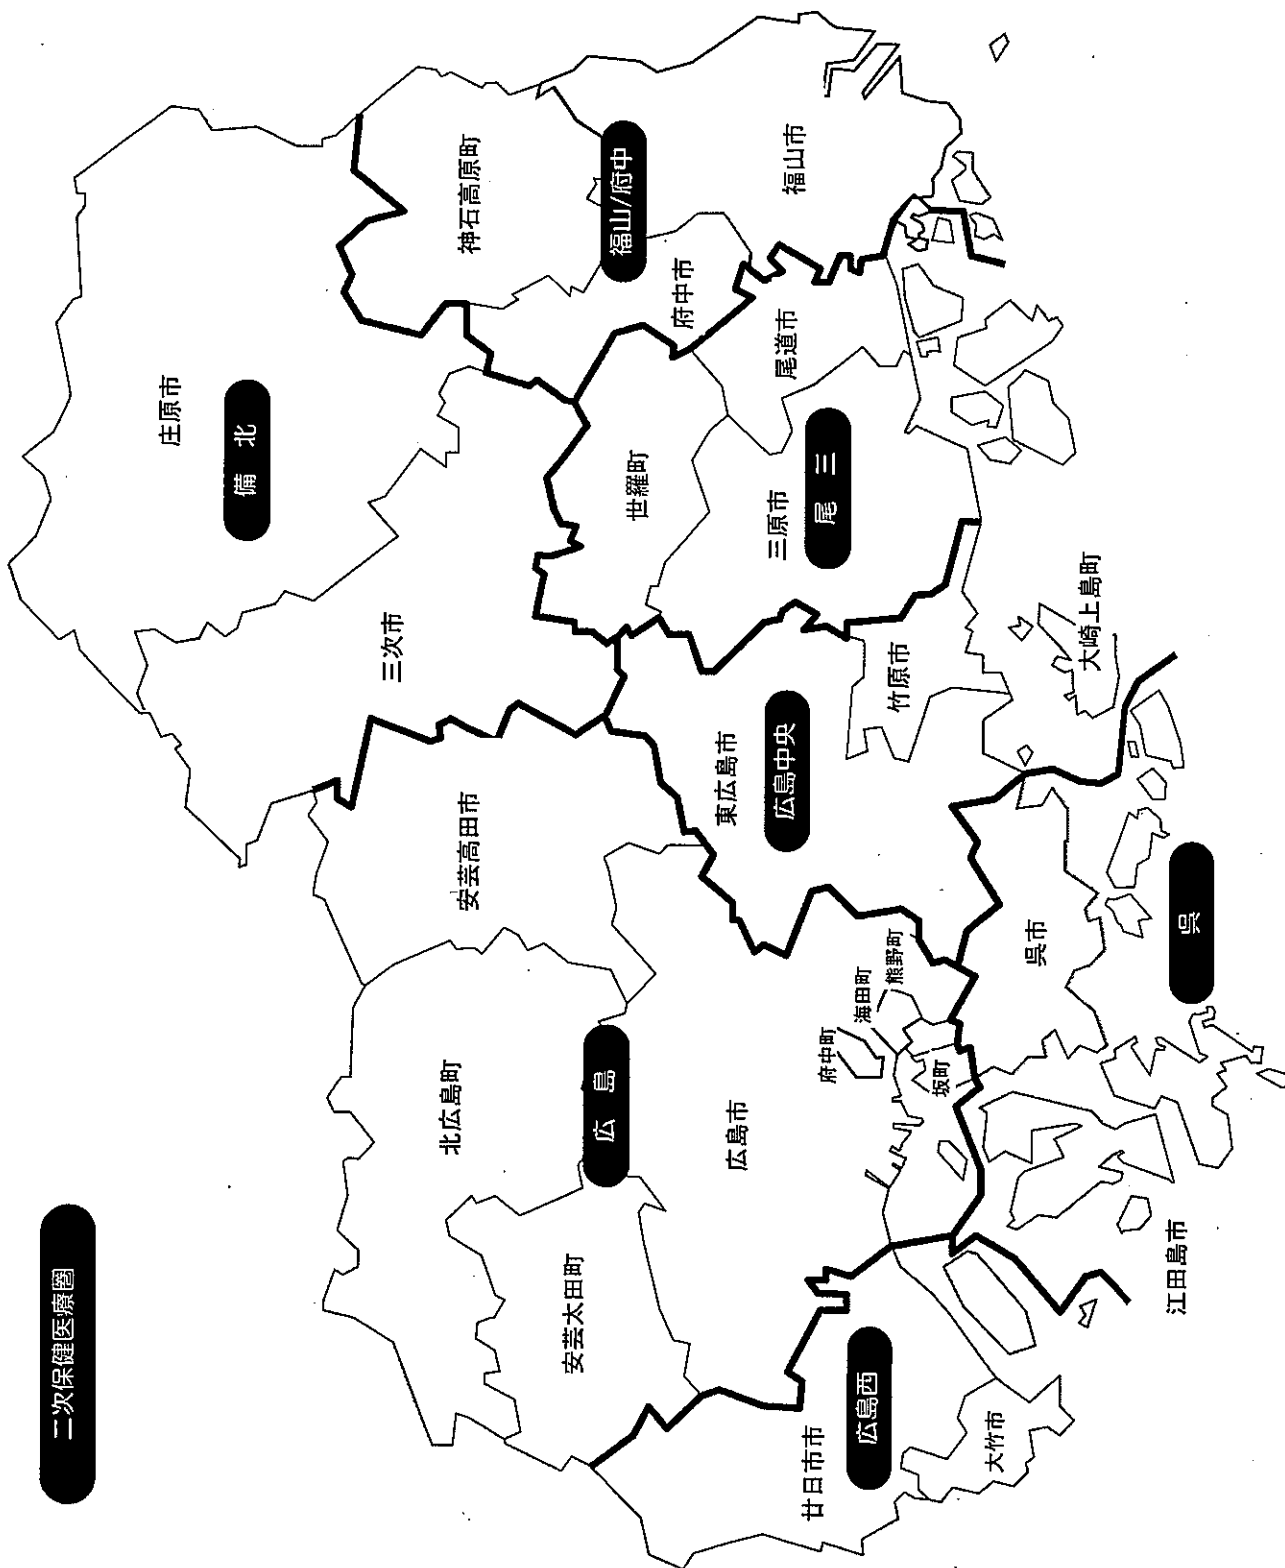 二次保健医療圏
庄原市
備 北
三次市
神石高原町
福山/府中
府中市
福山市
世羅町
尾道市
三原市
尾 三
安芸高田市
北広島町
広 島
安芸太田町
広島市
東広島市
広島中央
竹原市
大崎上島町
府中町
海田町
熊野町
坂町
呉市
呉
江田島市
廿日市市
広島西
大竹市